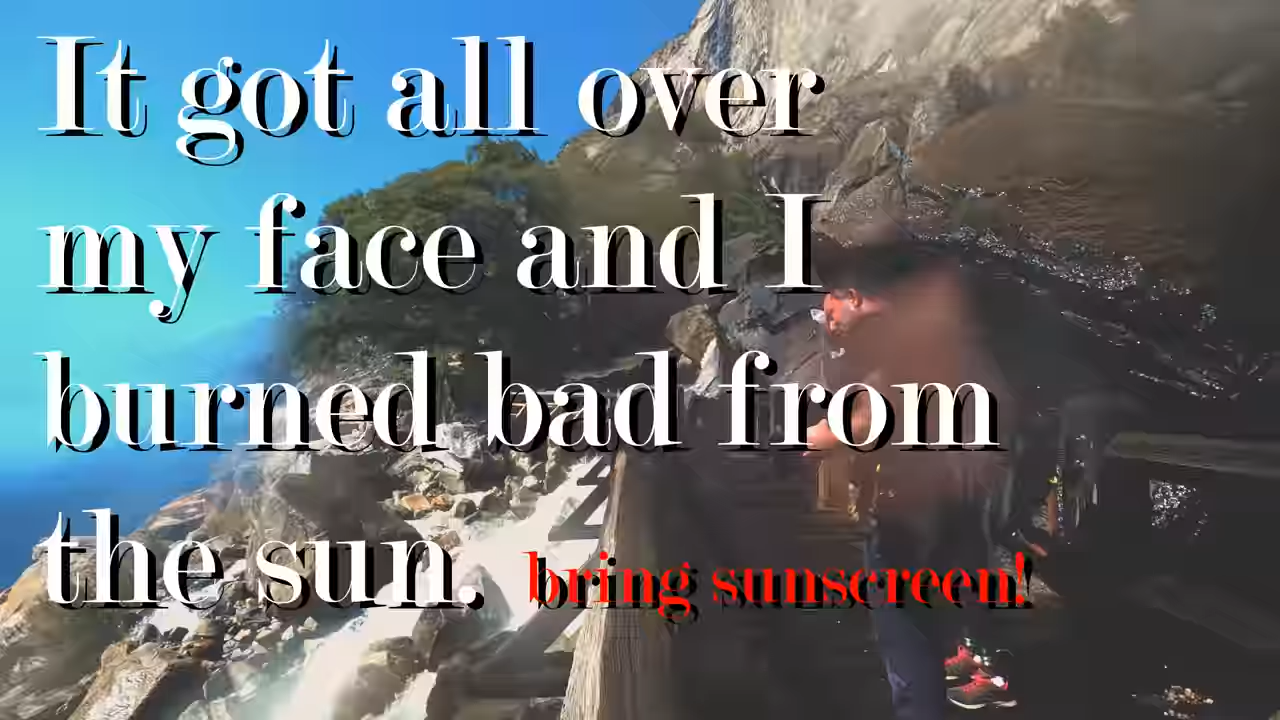 It got all over
my face and I
burned bad from
the sun. bring sunscreen!